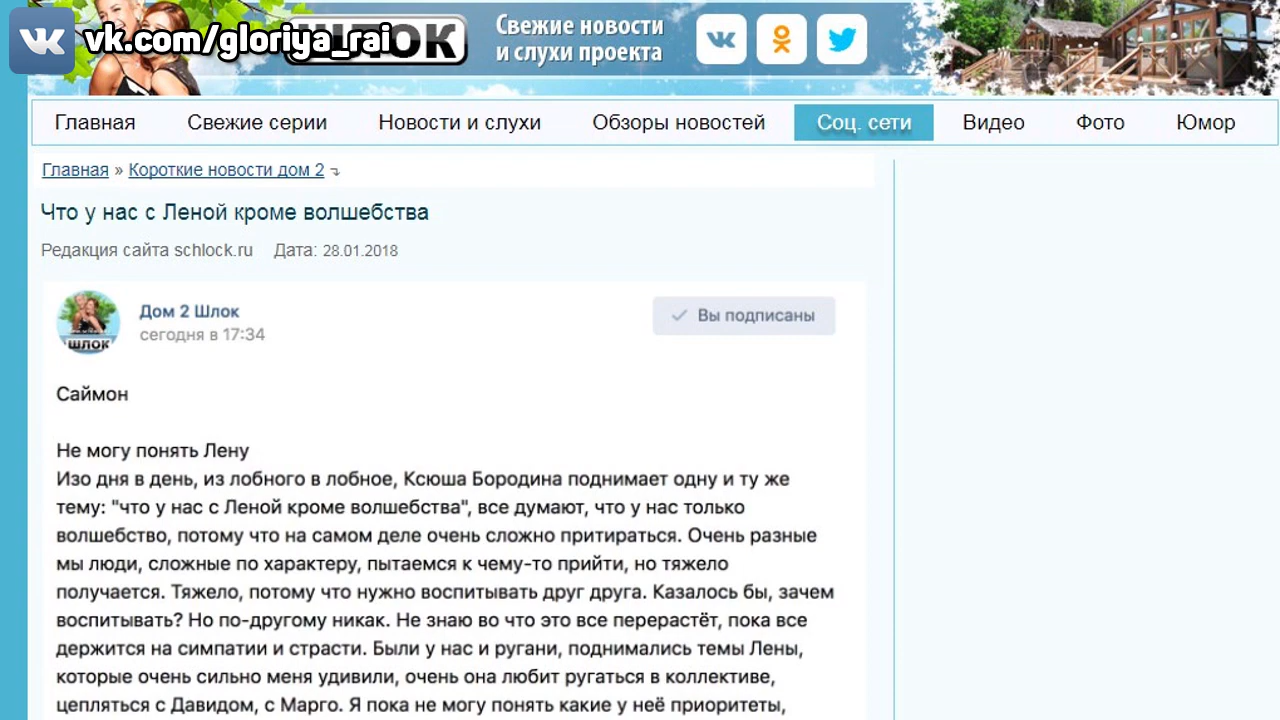 vk.com/gloriya_rai
ШЛОК
Свежие новости
и слухи проекта
Главная Свежие серии Новости и слухи Обзоры новостей Соц. сети Видео Фото Юмор
Главная » Короткие новости дом 2
Что у нас с Леной кроме волшебства
Редакция сайта schlock.ru Дата: 28.01.2018
ШЛОК
Дом 2 Шлок
сегодня в 17:34
Вы подписаны
Саймон
Не могу понять Лену
Изо дня в день, из лобного в лобное, Ксюша Бородина поднимает одну и ту же
тему: "что у нас с Леной кроме волшебства", все думают, что у нас только
волшебство, потому что на самом деле очень сложно притираться. Очень разные
мы люди, сложные по характеру, пытаемся к чему-то прийти, но тяжело
получается. Тяжело, потому что нужно воспитывать друг друга. Казалось бы, зачем
воспитывать? Но по-другому никак. Не знаю во что это все перерастёт, пока все
держится на симпатии и страсти. Были у нас и ругани, поднимались темы Лены,
которые очень сильно меня удивили, очень она любит ругаться в коллективе,
цепляться с Давидом, с Марго. Я пока не могу понять какие у неё приоритеты,